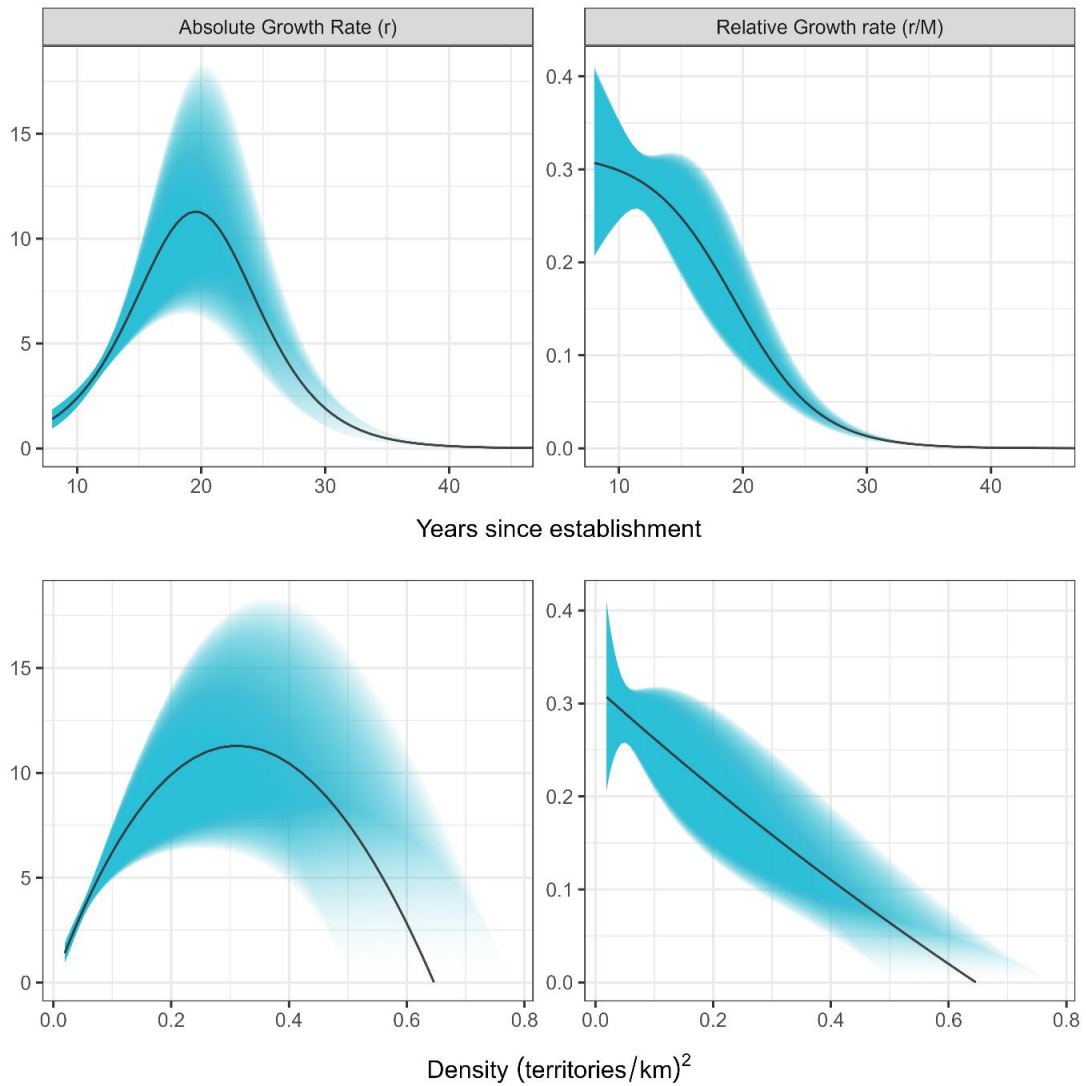 Absolute Growth Rate (r) Relative Growth rate (r/M)
15 0.4
10 0.3
5 0.2
0 0.1
0.0
10 20 30 40 10 20 30 40
Years since establishment
15 0.4
10 0.3
5 0.2
0 0.1
0.0
0.0 0.2 0.4 0.6 0.8 0.0 0.2 0.4 0.6 0.8
Density (territories/km)²